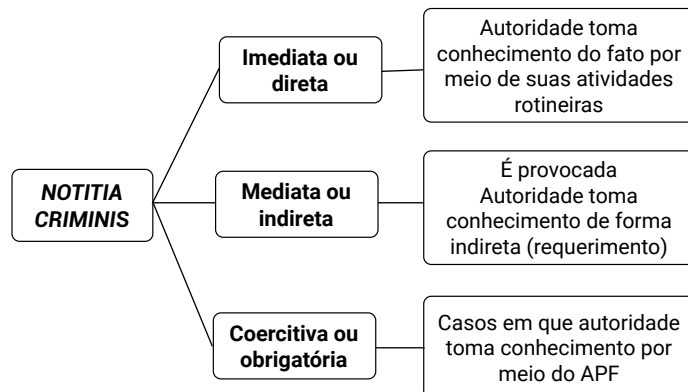 NOTITIA
CRIMINIS
Imediata ou
direta
Autoridade toma
conhecimento do fato por
meio de suas atividades
rotineiras
Mediata ou
indireta
É provocada
Autoridade toma
conhecimento de forma
indireta (requerimento)
Coercitiva ou
obrigatória
Casos em que autoridade
toma conhecimento por
meio do APF